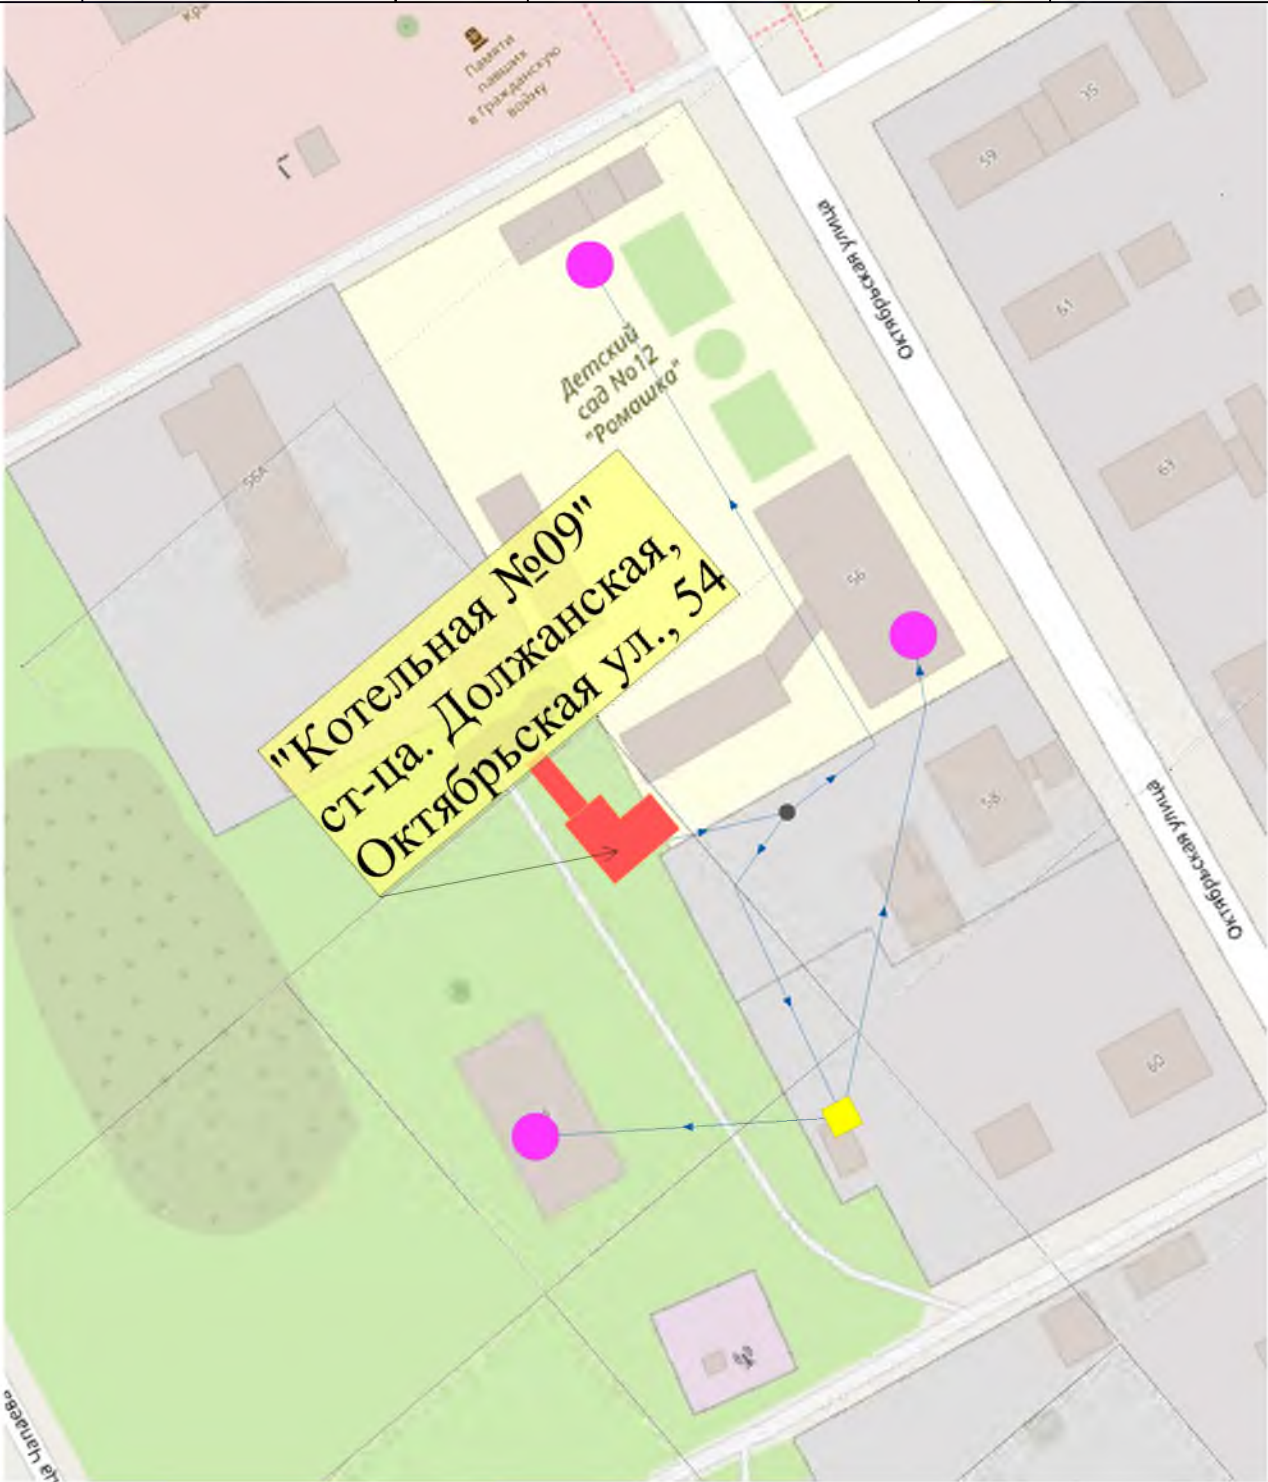 Памяти
павших
в Гражданскую
войну
35
59
Октябрьская улица
61
Детский
сад No12
"Ромашка"
56А
63
"Котельная №09"
ст-ца. Должанская,
Октябрьская ул., 54
56
58
Октябрьская улица
60